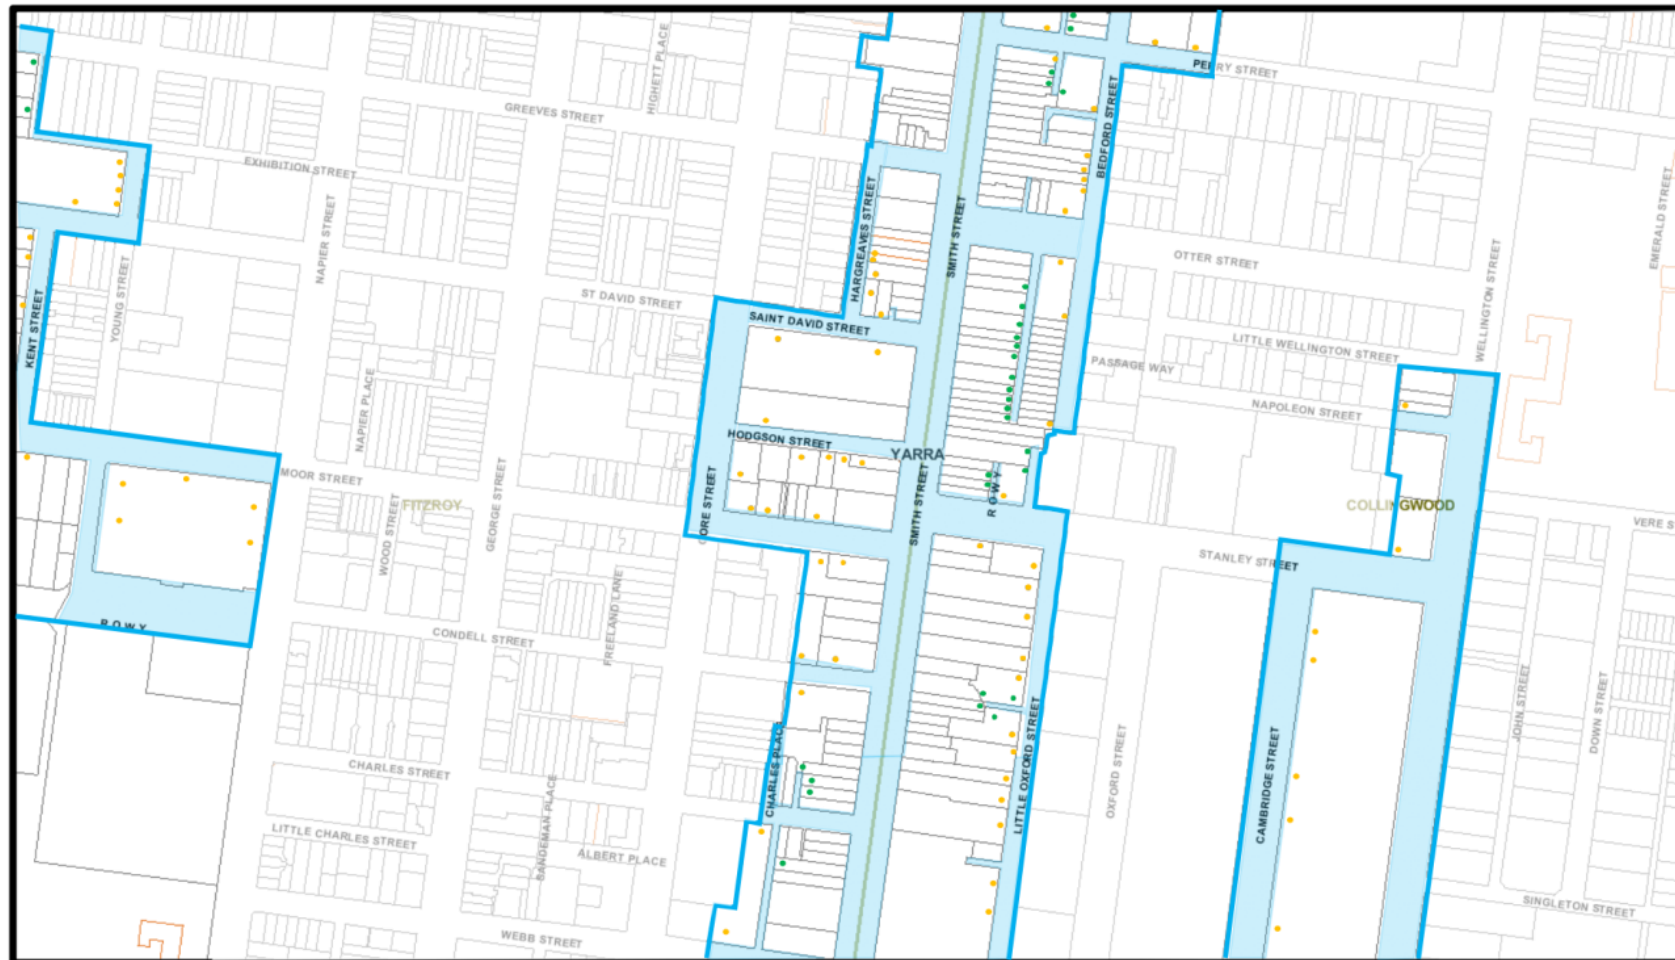 PERRY STREET
HIGHETT PLACE
GREEVES STREET
BEDFORD STREET
EXHIBITION STREET
HARGREAVES STREET
SMITH STREET
NAPIER STREET
EMERALD STREET
OTTER STREET
YOUNG STREET
KENT STREET
ST DAVID STREET
SAINT DAVID STREET
WELLINGTON STREET
LITTLE WELLINGTON STREET
PASSAGE WAY
NAPIER PLACE
NAPOLEON STREET
HODGSON STREET
YARRA
MOOR STREET
FITZROY
GEORGE STREET
GORE STREET
SMITH STREET
R O W Y
COLLINGWOOD
VERE S
WOOD STREET
STANLEY STREET
FREELAND LANE
R O W Y
CONDELL STREET
JOHN STREET
DOWN STREET
CHARLES PLACE
LITTLE OXFORD STREET
OXFORD STREET
CAMBRIDGE STREET
CHARLES STREET
SANDEMAN PLACE
LITTLE CHARLES STREET
ALBERT PLACE
SINGLETON STREET
WEBB STREET